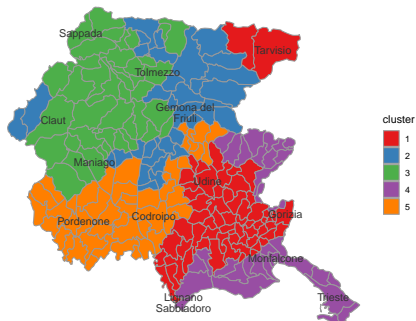 Sappada
Tarvisio
Tolmezzo
Gemona del
Friuli
Claut
Maniago
Udine
Pordenone
Codroipo
Gorizia
Monfalcone
Lignano
Sabbiadoro
Trieste
cluster
1
2
3
4
5